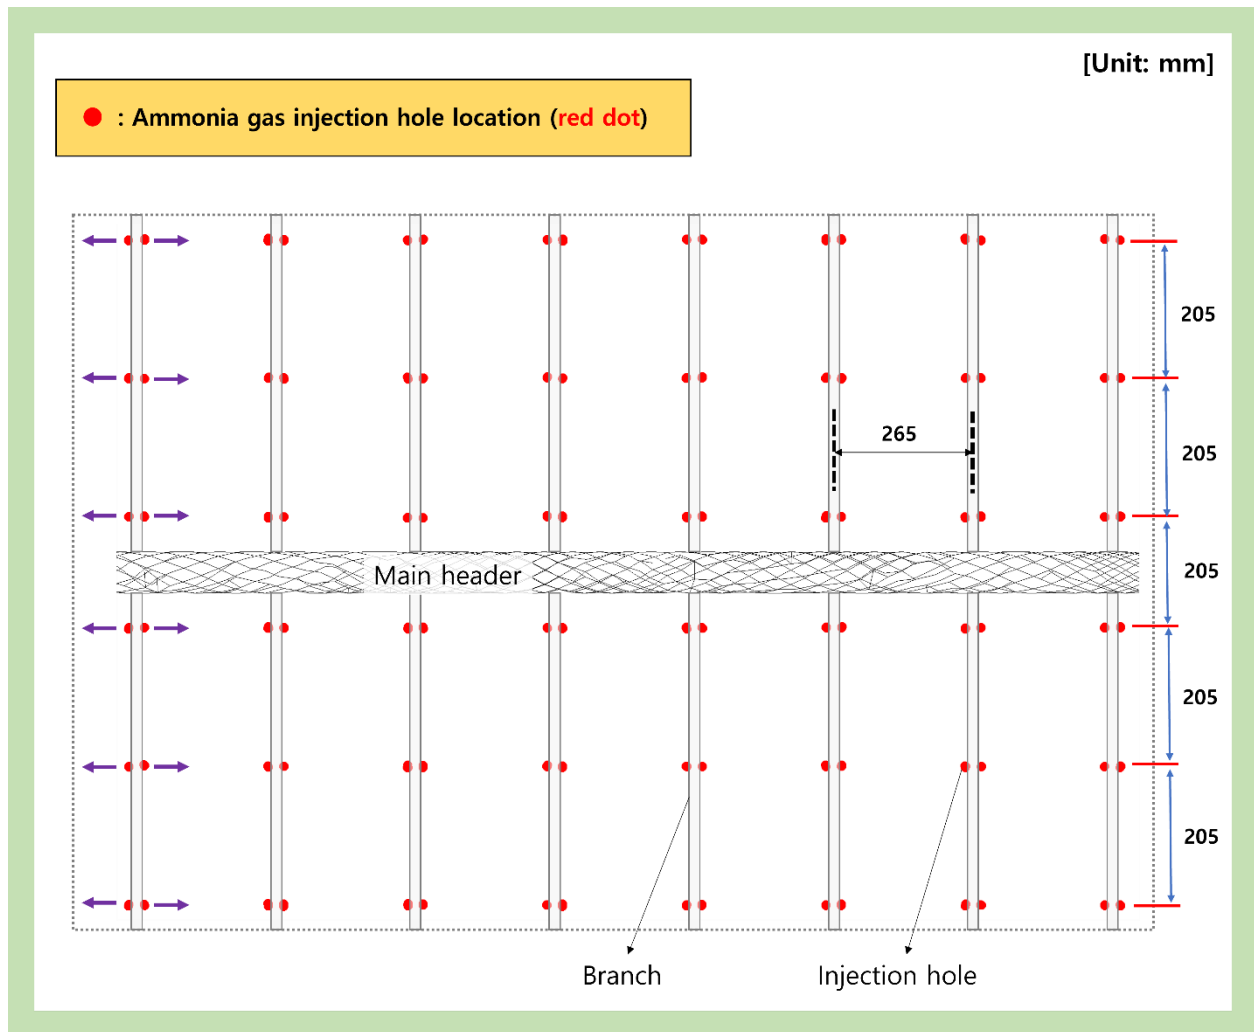 [Unit: mm]
: Ammonia gas injection hole location (red dot)
205
265
205
Main header
205
205
205
Branch
Injection hole